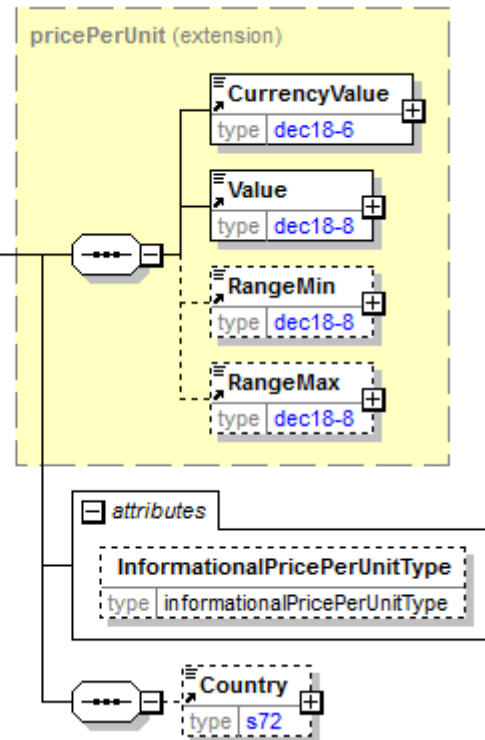 pricePerUnit (extension)
CurrencyValue
type dec18-6
Value
type dec18-8
RangeMin
type dec18-8
RangeMax
type dec18-8
attributes
InformationalPricePerUnitType
type informationalPricePerUnitType
Country
type s72